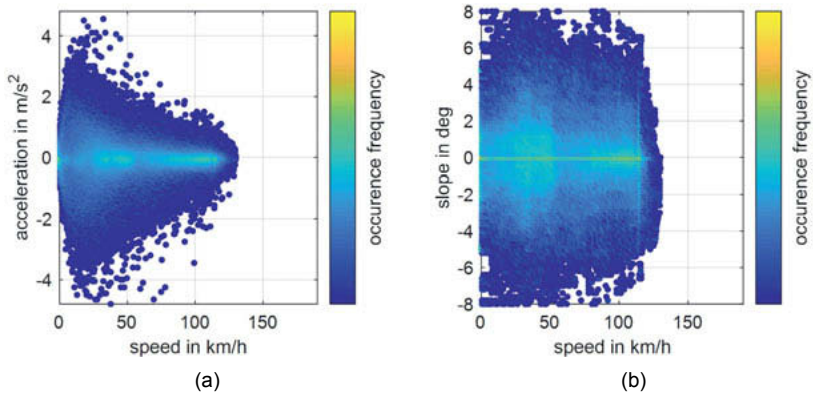 4
2
0
-2
-4
acceleration in m/s²
0 50 100 150
speed in km/h
occurence frequency
(a)
8
6
4
2
0
-2
-4
-6
-8
slope in deg
0 50 100 150
speed in km/h
occurence frequency
(b)